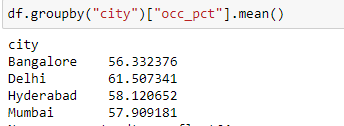 df.groupby("city")["occ_pct"].mean()
city
Bangalore    56.332376
Delhi        61.507341
Hyderabad    58.120652
Mumbai       57.909181